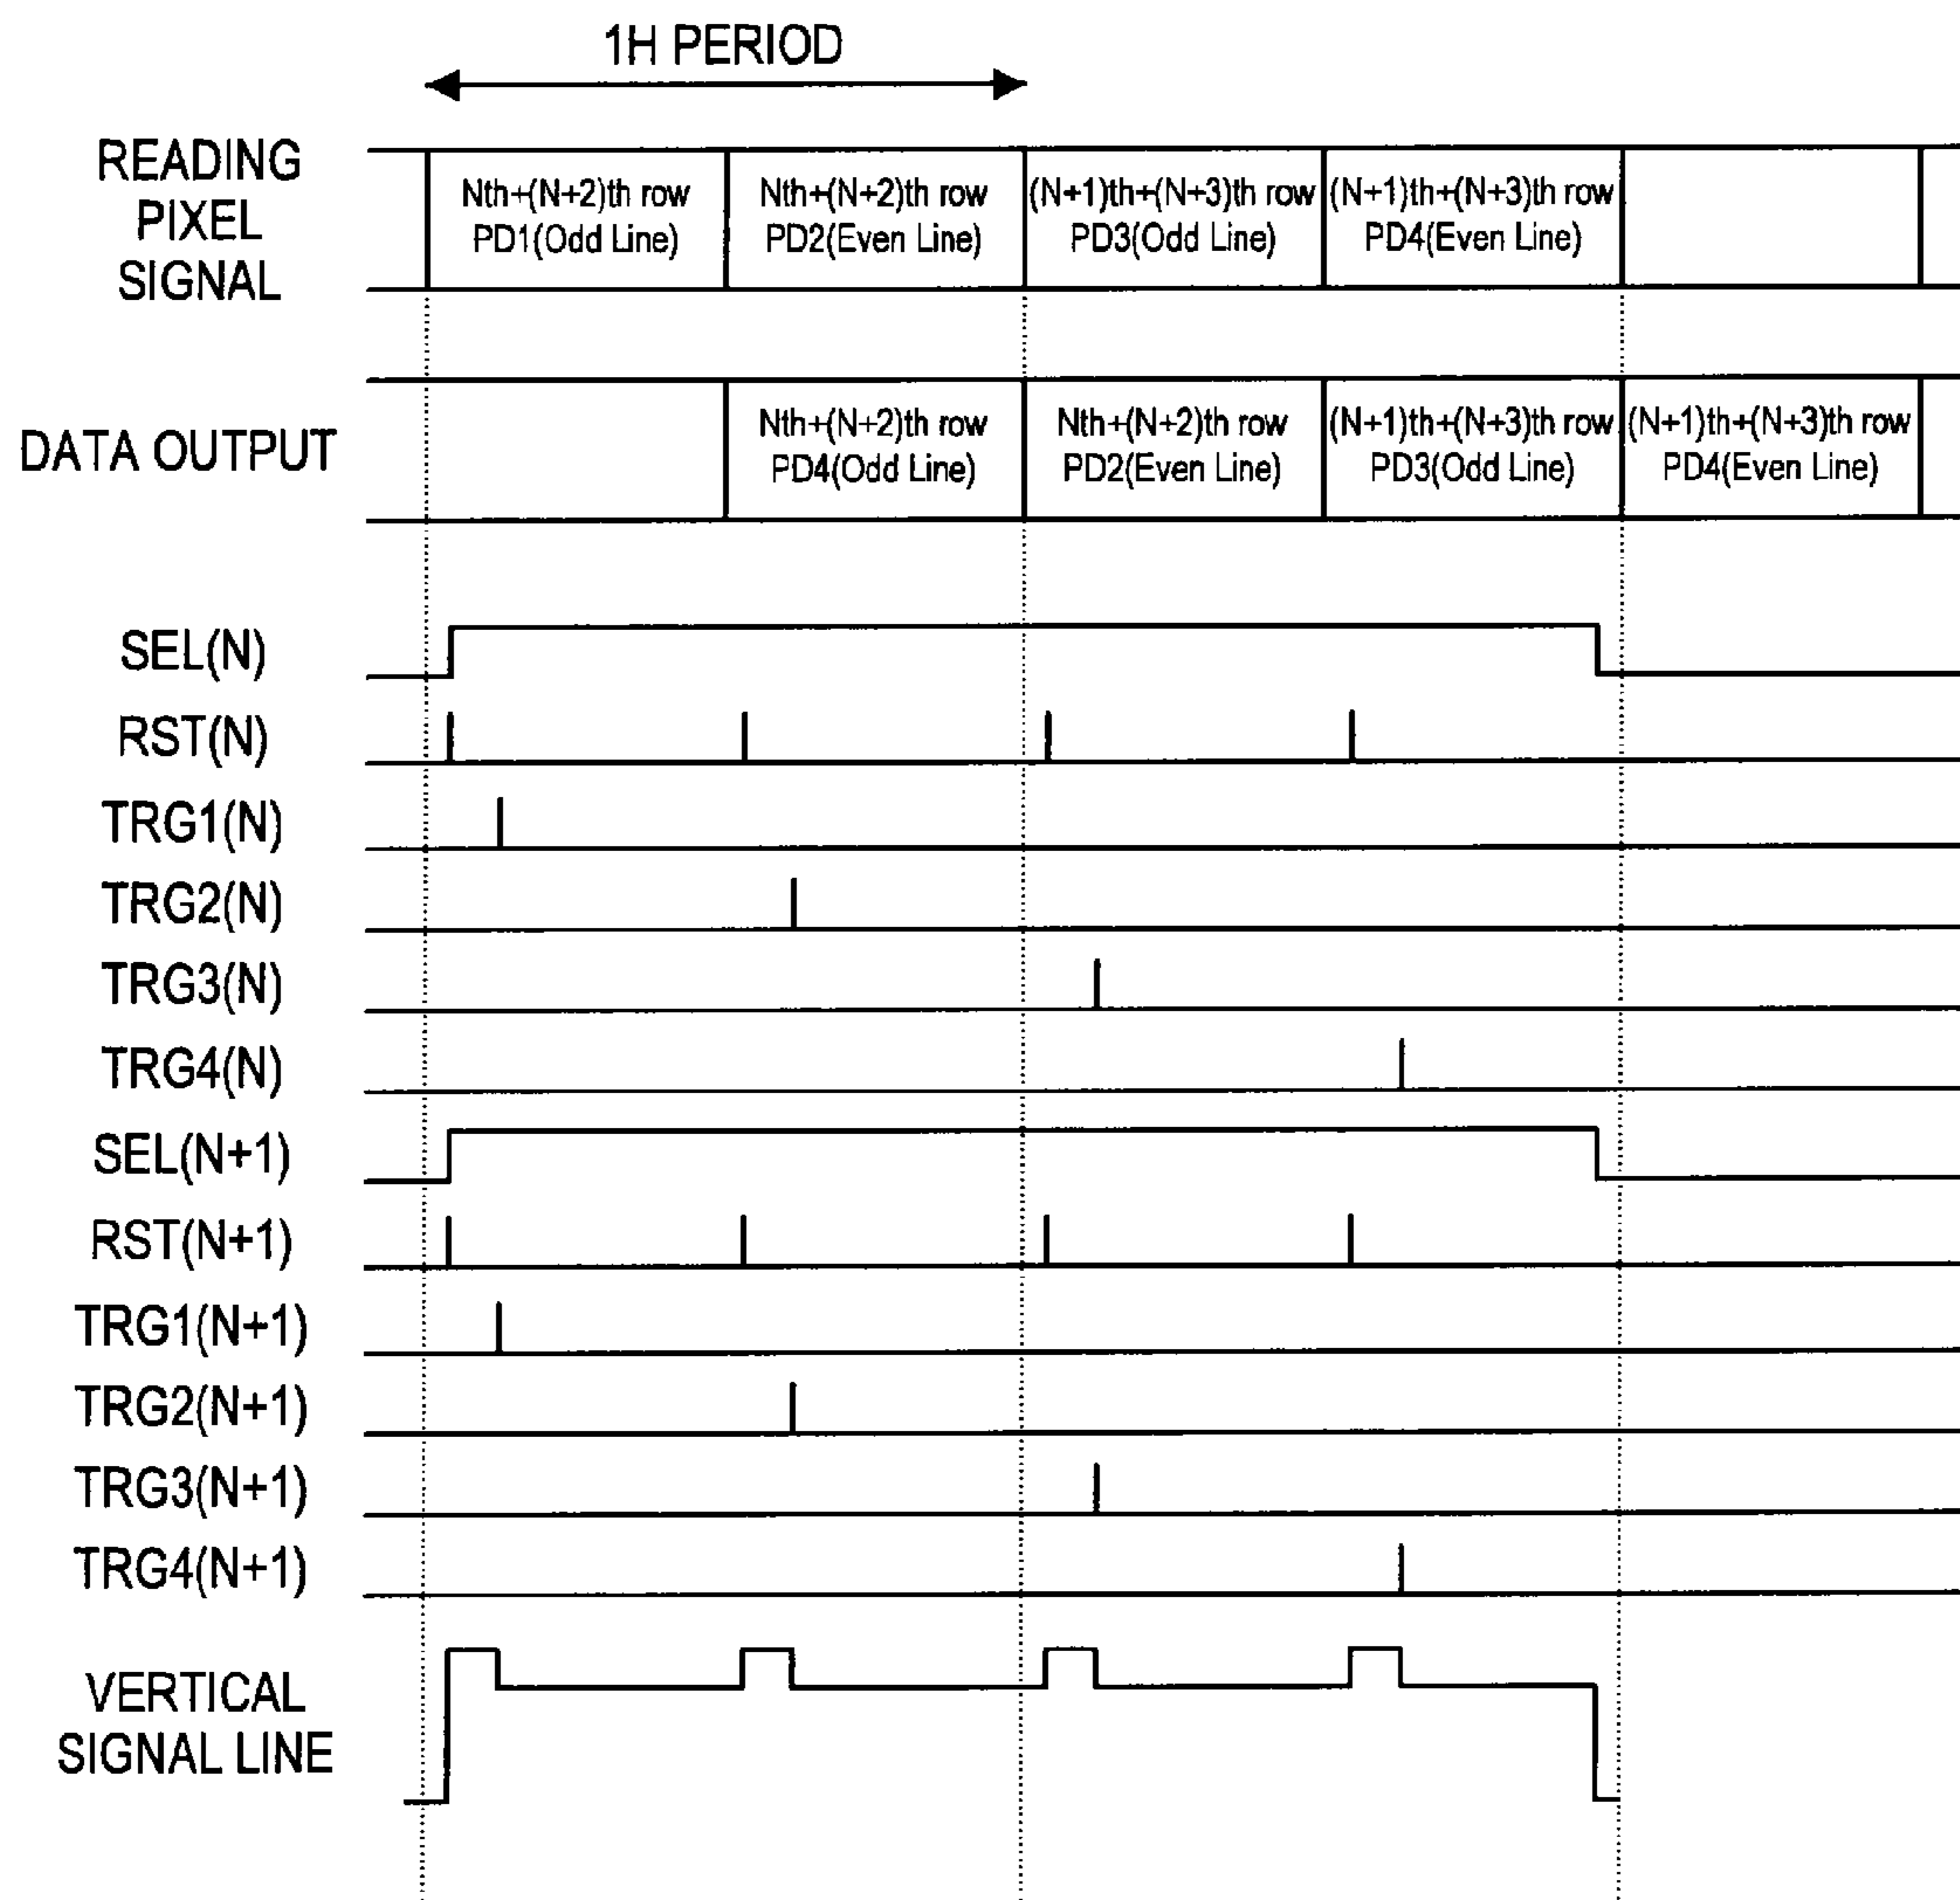 1H PERIOD
READING
PIXEL
SIGNAL
Nth+(N+2)th row
PD1(Odd Line)
Nth+(N+2)th row
PD2(Even Line)
(N+1)th+(N+3)th row
PD3(Odd Line)
(N+1)th+(N+3)th row
PD4(Even Line)
DATA OUTPUT
Nth+(N+2)th row
PD4(Odd Line)
Nth+(N+2)th row
PD2(Even Line)
(N+1)th+(N+3)th row
PD3(Odd Line)
(N+1)th+(N+3)th row
PD4(Even Line)
SEL(N)
RST(N)
TRG1(N)
TRG2(N)
TRG3(N)
TRG4(N)
SEL(N+1)
RST(N+1)
TRG1(N+1)
TRG2(N+1)
TRG3(N+1)
TRG4(N+1)
VERTICAL
SIGNAL LINE